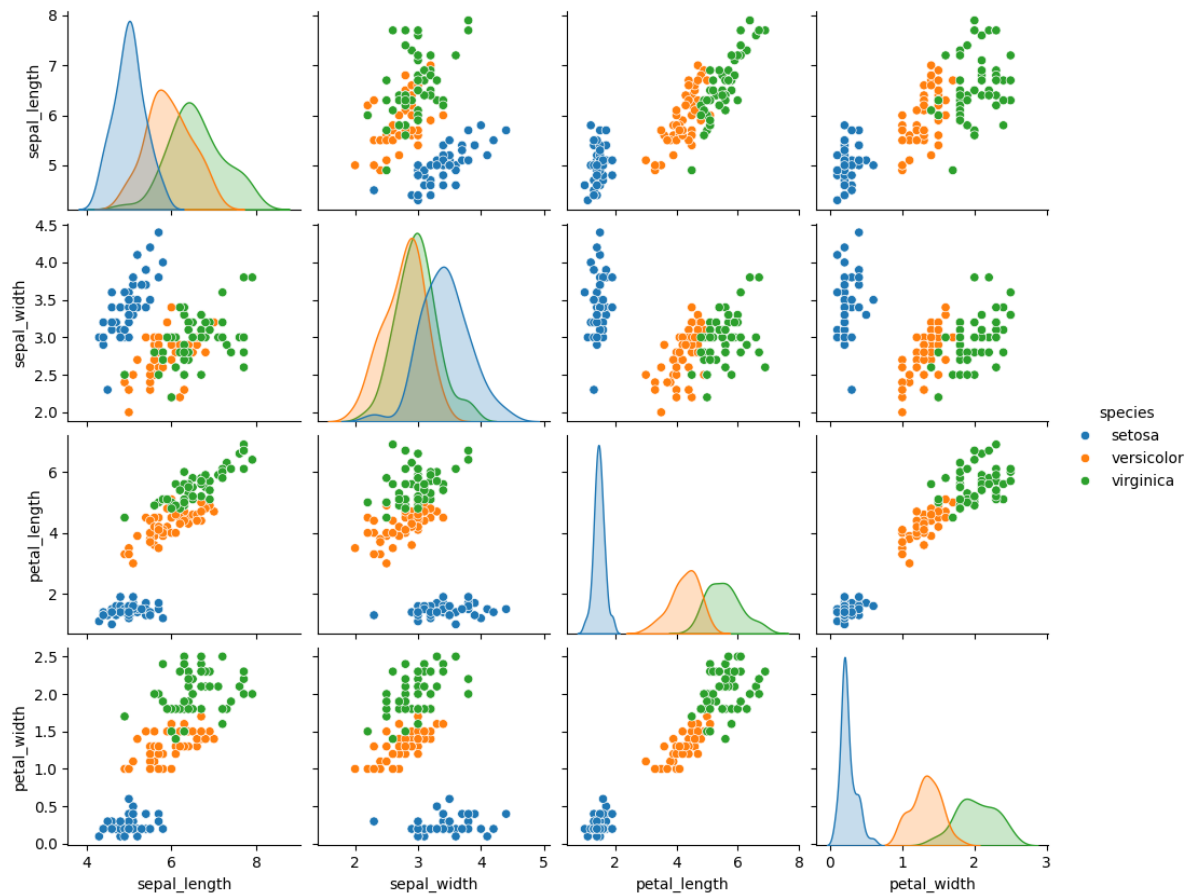 8
7
6
5
sepal_length
4.5
4.0
3.5
3.0
2.5
2.0
sepal_width
species
setosa
versicolor
virginica
6
4
2
petal_length
2.5
2.0
1.5
1.0
0.5
0.0
petal_width
4 6 8
2 3 4 5
2 4 6 8
0 1 2 3
sepal_length sepal_width petal_length petal_width